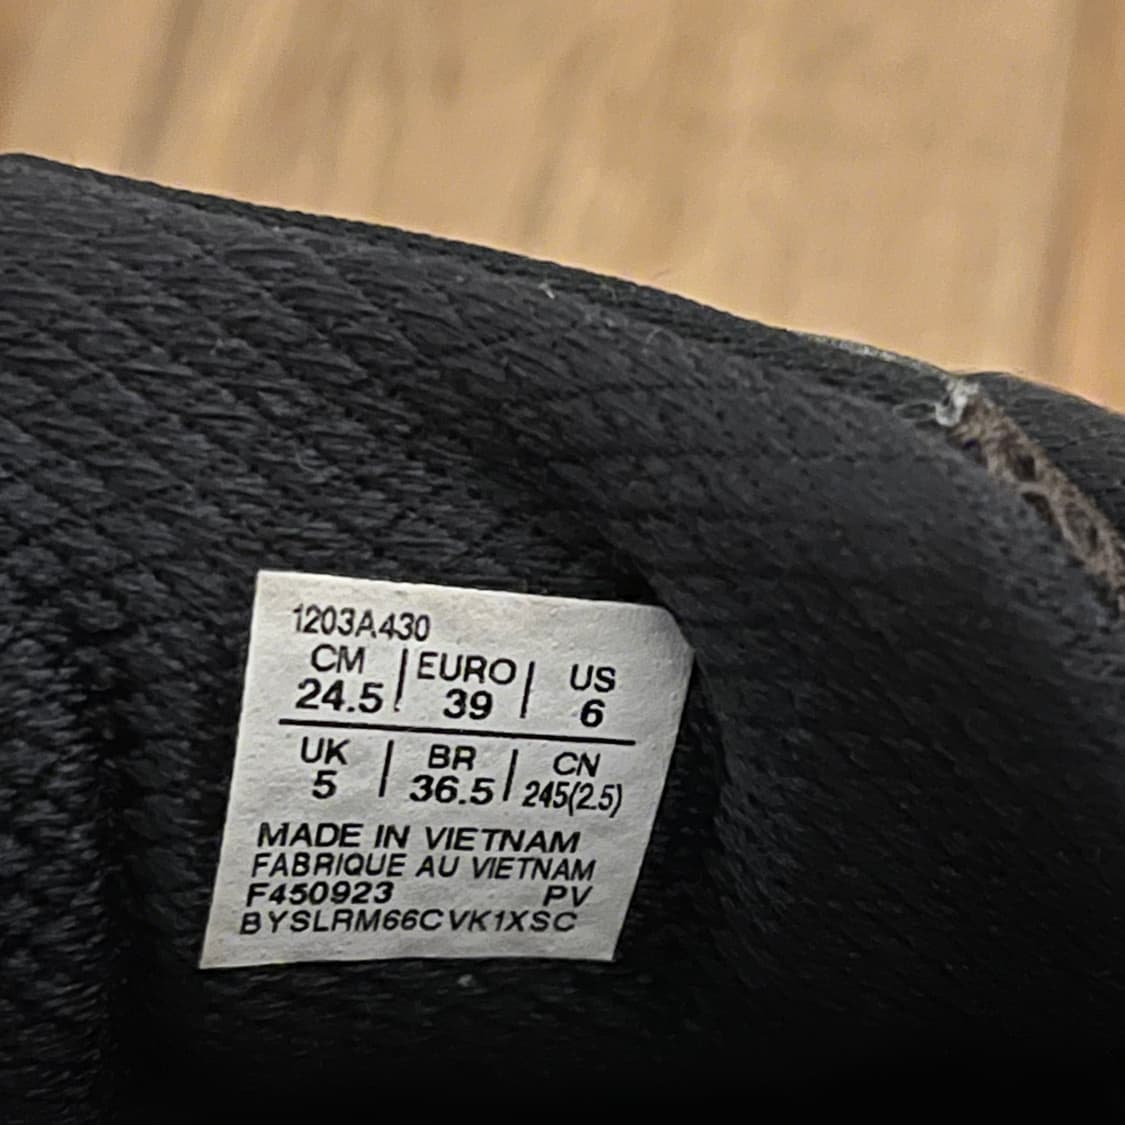 1203A430
CM | EURO | US
24.5 39 6
UK | BR | CN
5 36.5 245(2.5)
MADE IN VIETNAM
FABRIQUE AU VIETNAM
F450923 PV
BYSLRM66CVK1XSC